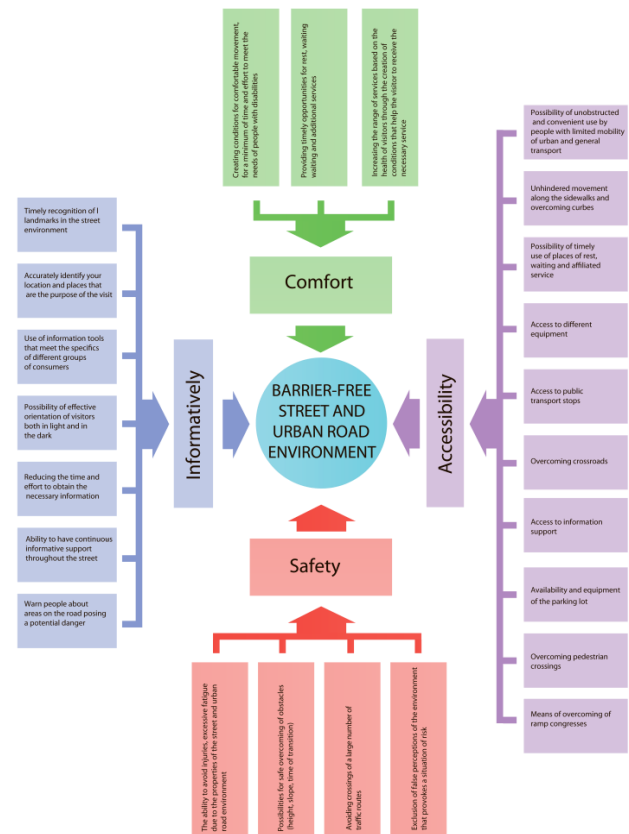 Creating conditions for comfortable movement,
for a minimum of time and effort to meet the
needs of people with disabilities
Providing timely opportunities for rest, waiting
waiting and additional services
Increasing the range of services based on the
health of visitors through the creation of
conditions that help the visitor to receive the
necessary service
Comfort
Timely recognition of l
landmarks in the street
environment
Accurately identify your
location and places that
are the purpose of the visit
Use of information tools
that meet the specifics
of different groups
of consumers
Possibility of effective
orientation of visitors
both in light and in
the dark
Reducing the time and
effort to obtain the
necessary information
Ability to have continuous
informative support
throughout the street
Warn people about
areas on the road posing
a potential danger
Informatively
BARRIER-FREE
STREET AND
URBAN ROAD
ENVIRONMENT
Accessibility
Possibility of unobstructed
and convenient use by
people with limited mobility
of urban and general
transport
Unhindered movement
along the sidewalks and
overcoming curbes
Possibility of timely
use of places of rest,
waiting and affiliated
service
Access to different
equipment
Access to public
transport stops
Overcoming crossroads
Access to information
support
Availability and equipment
of the parking lot
Overcoming pedestrian
crossings
Means of overcoming of
ramp congresses
Safety
The ability to avoid injuries, excessive fatigue
due to the properties of the street and urban
road environment
Possibilities for safe overcoming of obstacles
(height, slope, time of transition)
Avoiding crossings of a large number of
traffic routes
Exclusion of false perceptions of the environment
that provokes a situation of risk